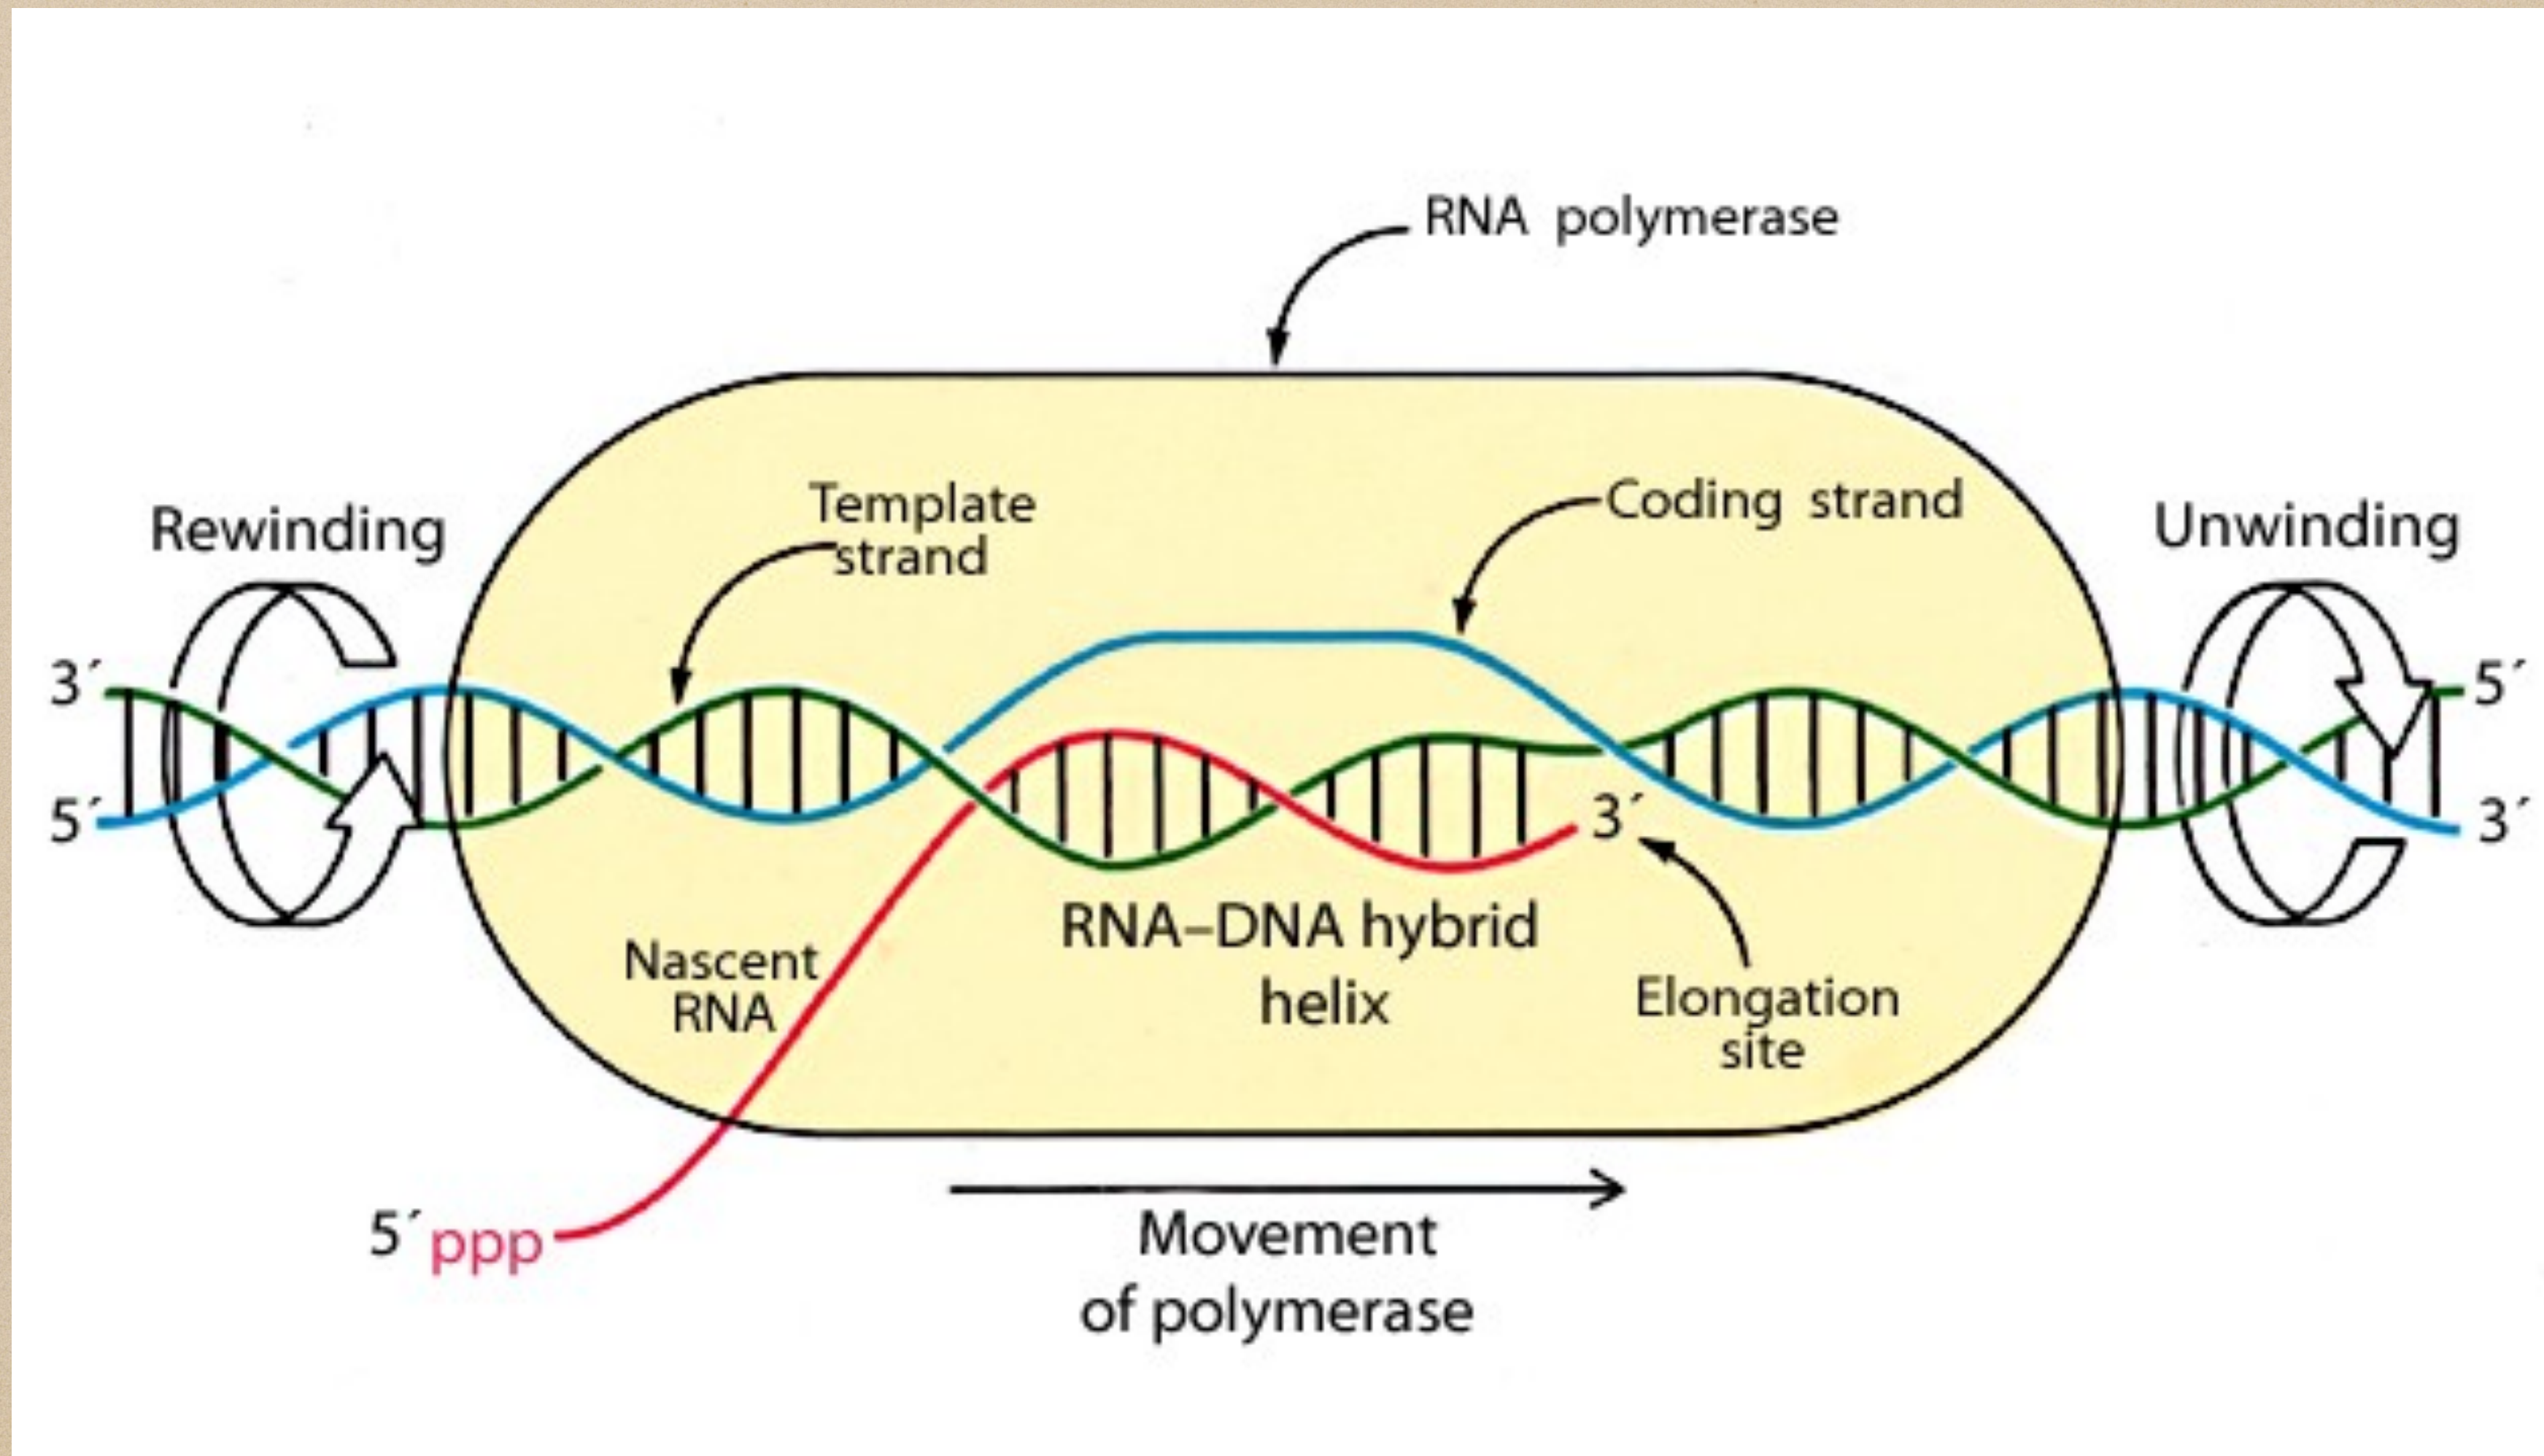 RNA polymerase
Template
strand
Coding strand
Rewinding
Unwinding
3´
5´
5´
3´
3´
Nascent
RNA
RNA–DNA hybrid
helix
Elongation
site
5´ ppp
Movement
of polymerase